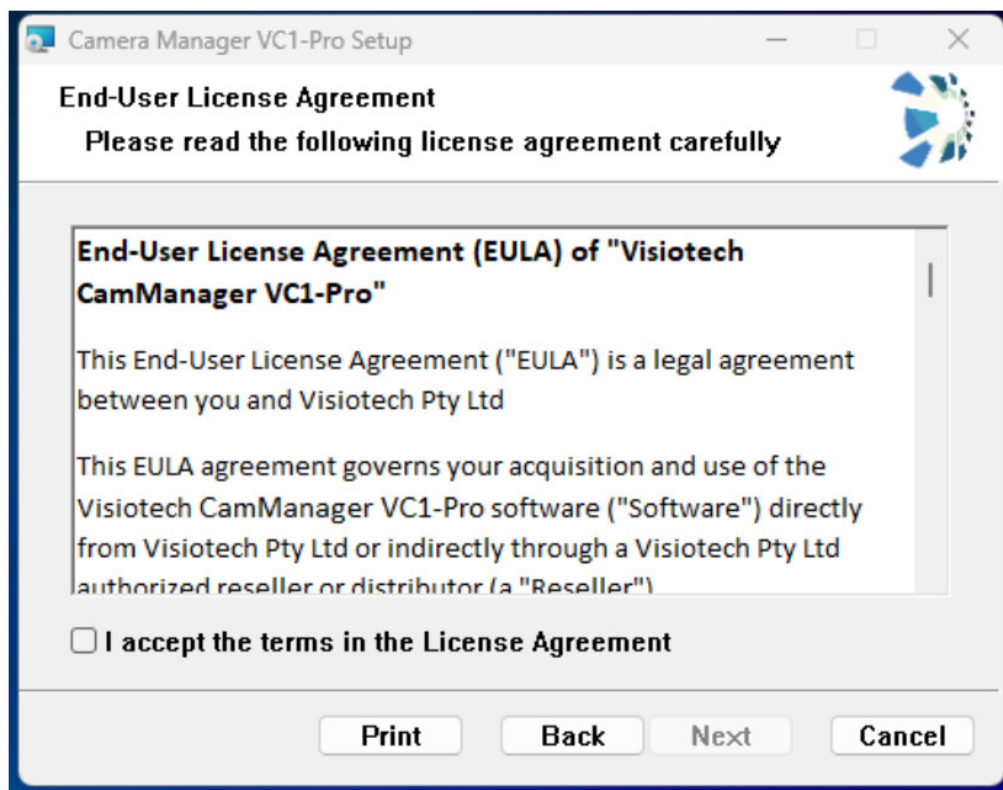 Camera Manager VC1-Pro Setup
End-User License Agreement
Please read the following license agreement carefully
End-User License Agreement (EULA) of "Visiotech
CamManager VC1-Pro"
This End-User License Agreement ("EULA") is a legal agreement
between you and Visiotech Pty Ltd
This EULA agreement governs your acquisition and use of the
Visiotech CamManager VC1-Pro software ("Software") directly
from Visiotech Pty Ltd or indirectly through a Visiotech Pty Ltd
authorized reseller or distributor (a "Reseller")
I accept the terms in the License Agreement
Print Back Next Cancel